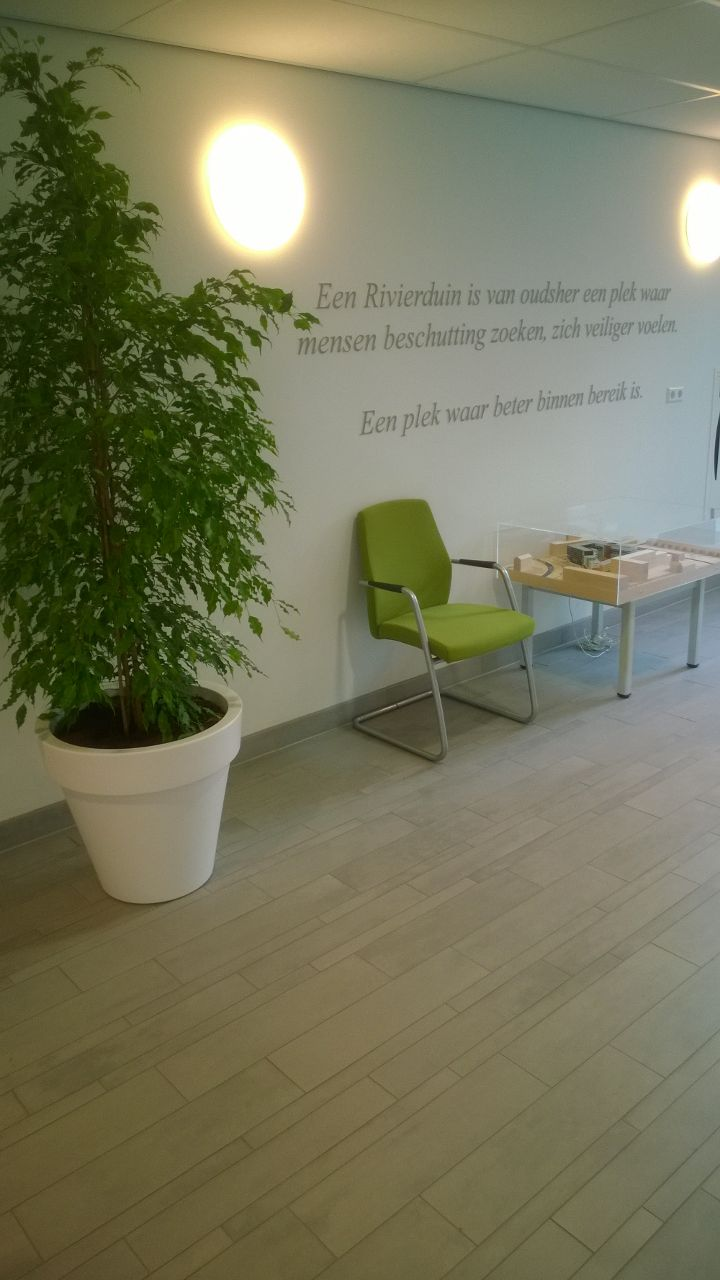 Een Rivierduin is van oudsher een plek waar
mensen beschutting zoeken, zich veiliger voelen.
Een plek waar beter binnen bereik is.